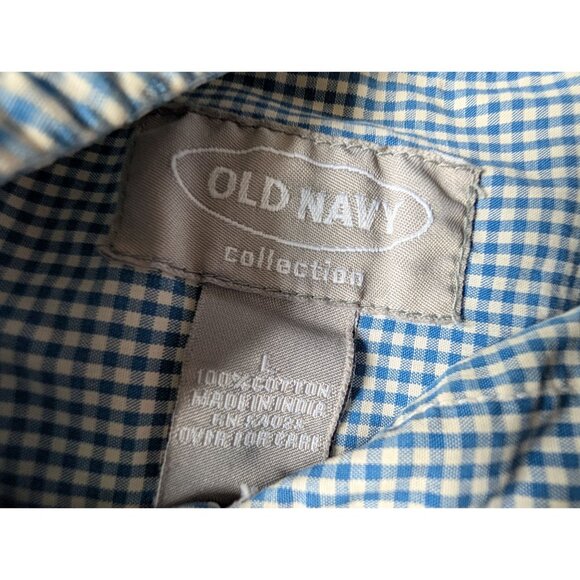 OLD NAVY
collection
L
100% COTTON
MADE IN INDIA
RN 54023
OVER FOR CARE